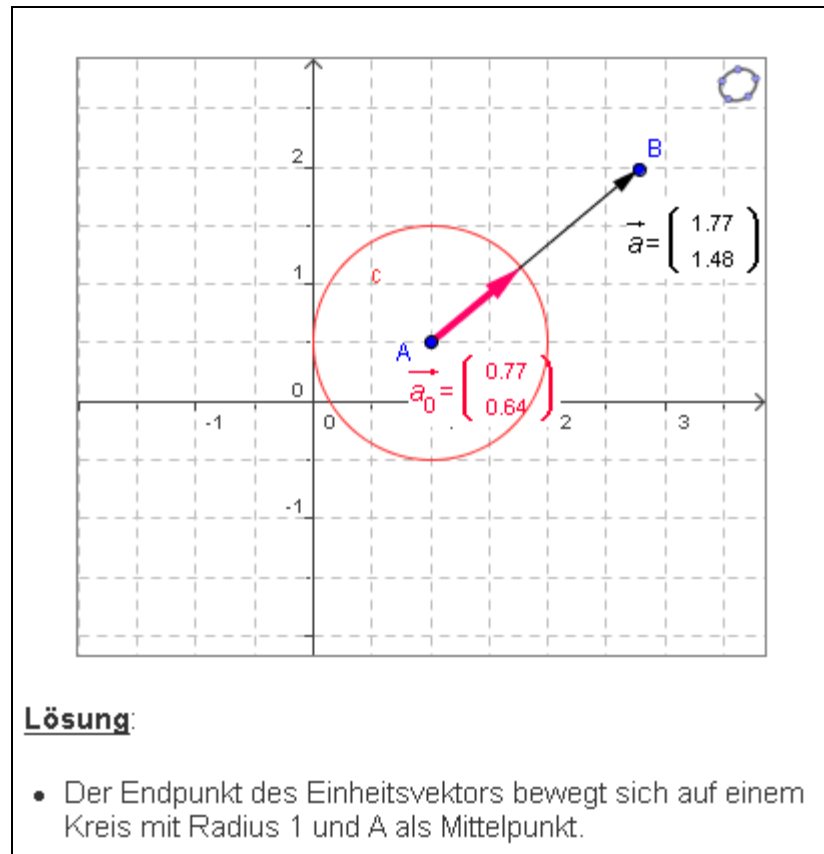 B
2
a = ( 1.77
1.48 )
1
c
A
a₀ = ( 0.77
0.64 )
0
-1
0
2
3
-1
Lösung:
• Der Endpunkt des Einheitsvektors bewegt sich auf einem
Kreis mit Radius 1 und A als Mittelpunkt.